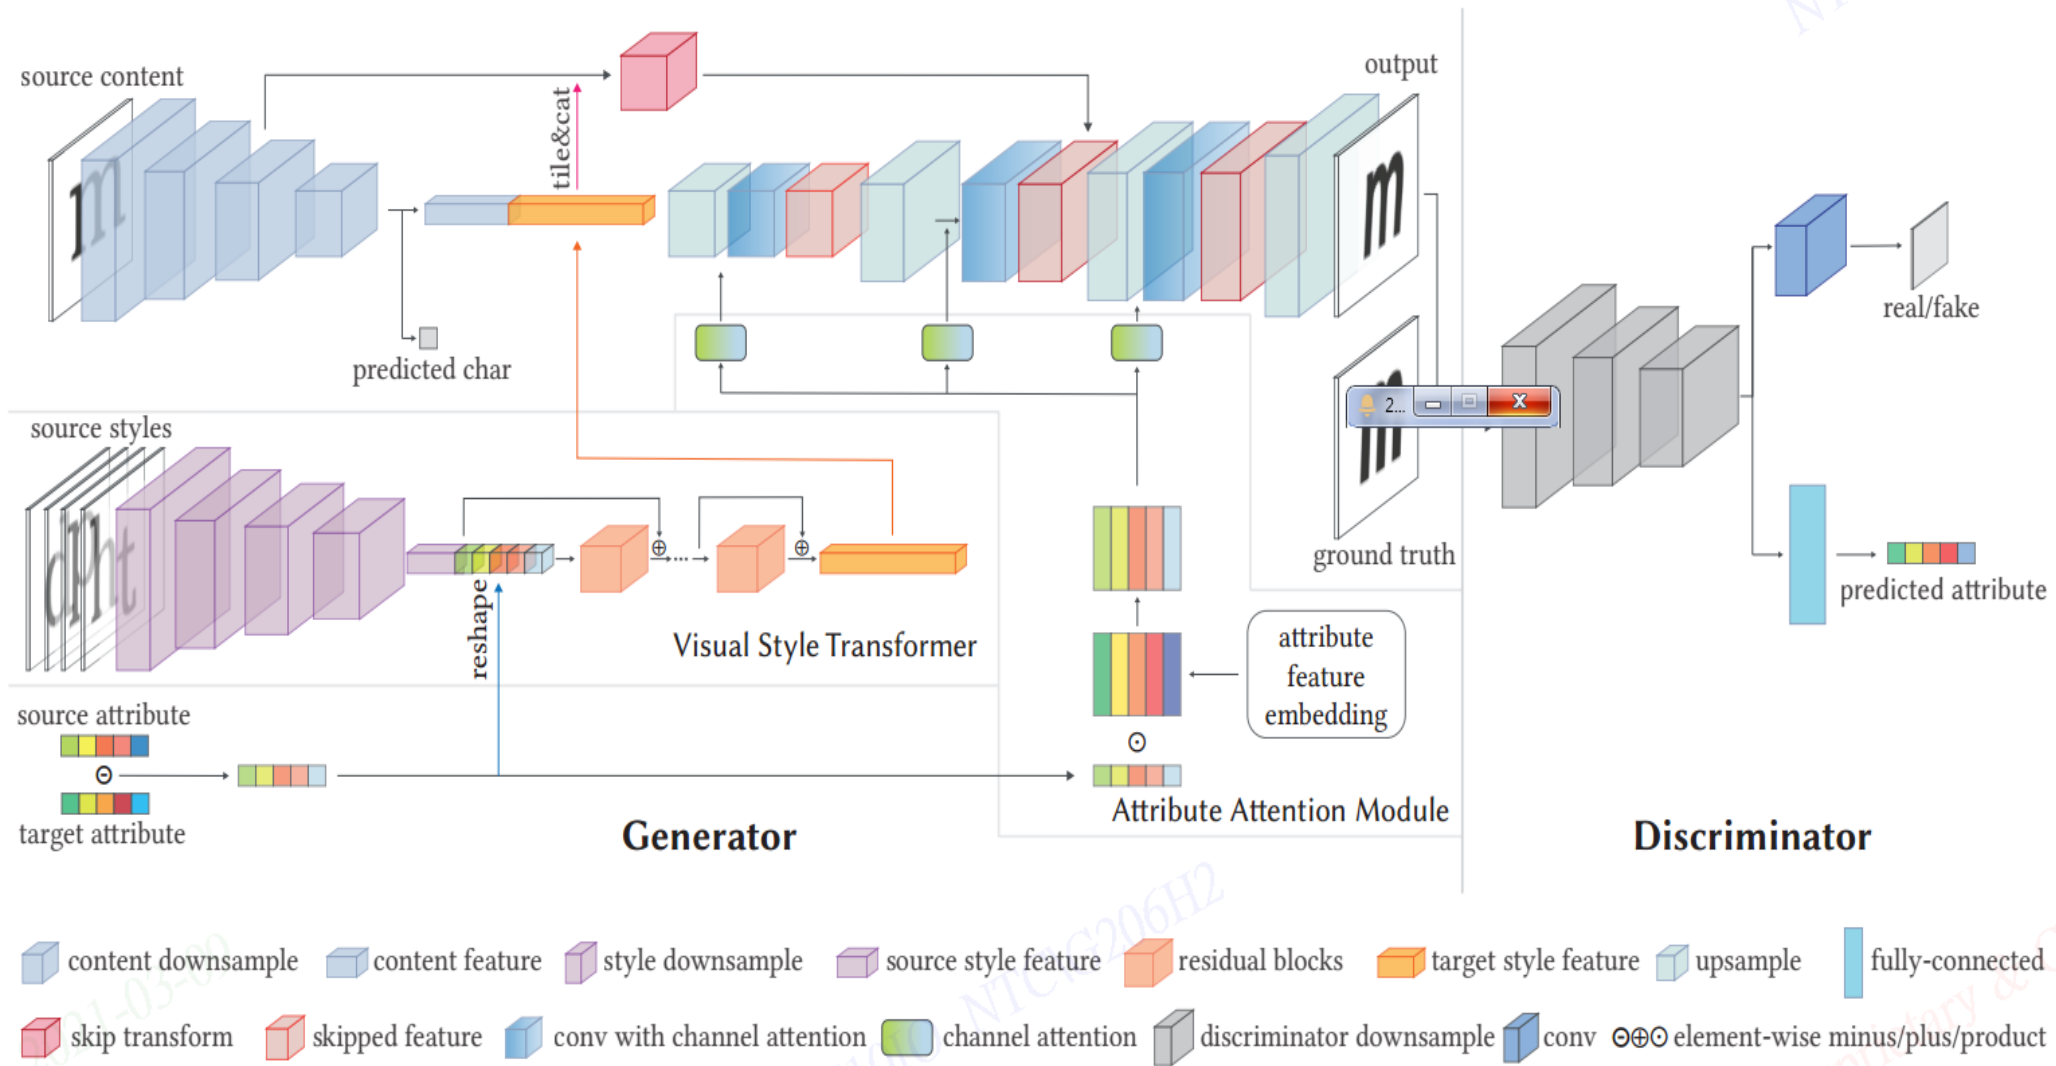 source content
output
tile&cat
m
m
real/fake
predicted char
2...
source styles
ground truth
predicted attribute
reshape
Visual Style Transformer
attribute
feature
embedding
source attribute
target attribute
Attribute Attention Module
Generator
Discriminator
content downsample
content feature
style downsample
source style feature
residual blocks
target style feature
upsample
fully-connected
skip transform
skipped feature
conv with channel attention
channel attention
discriminator downsample
conv
⊖⊕⊙ element-wise minus/plus/product
NTC\G206H2